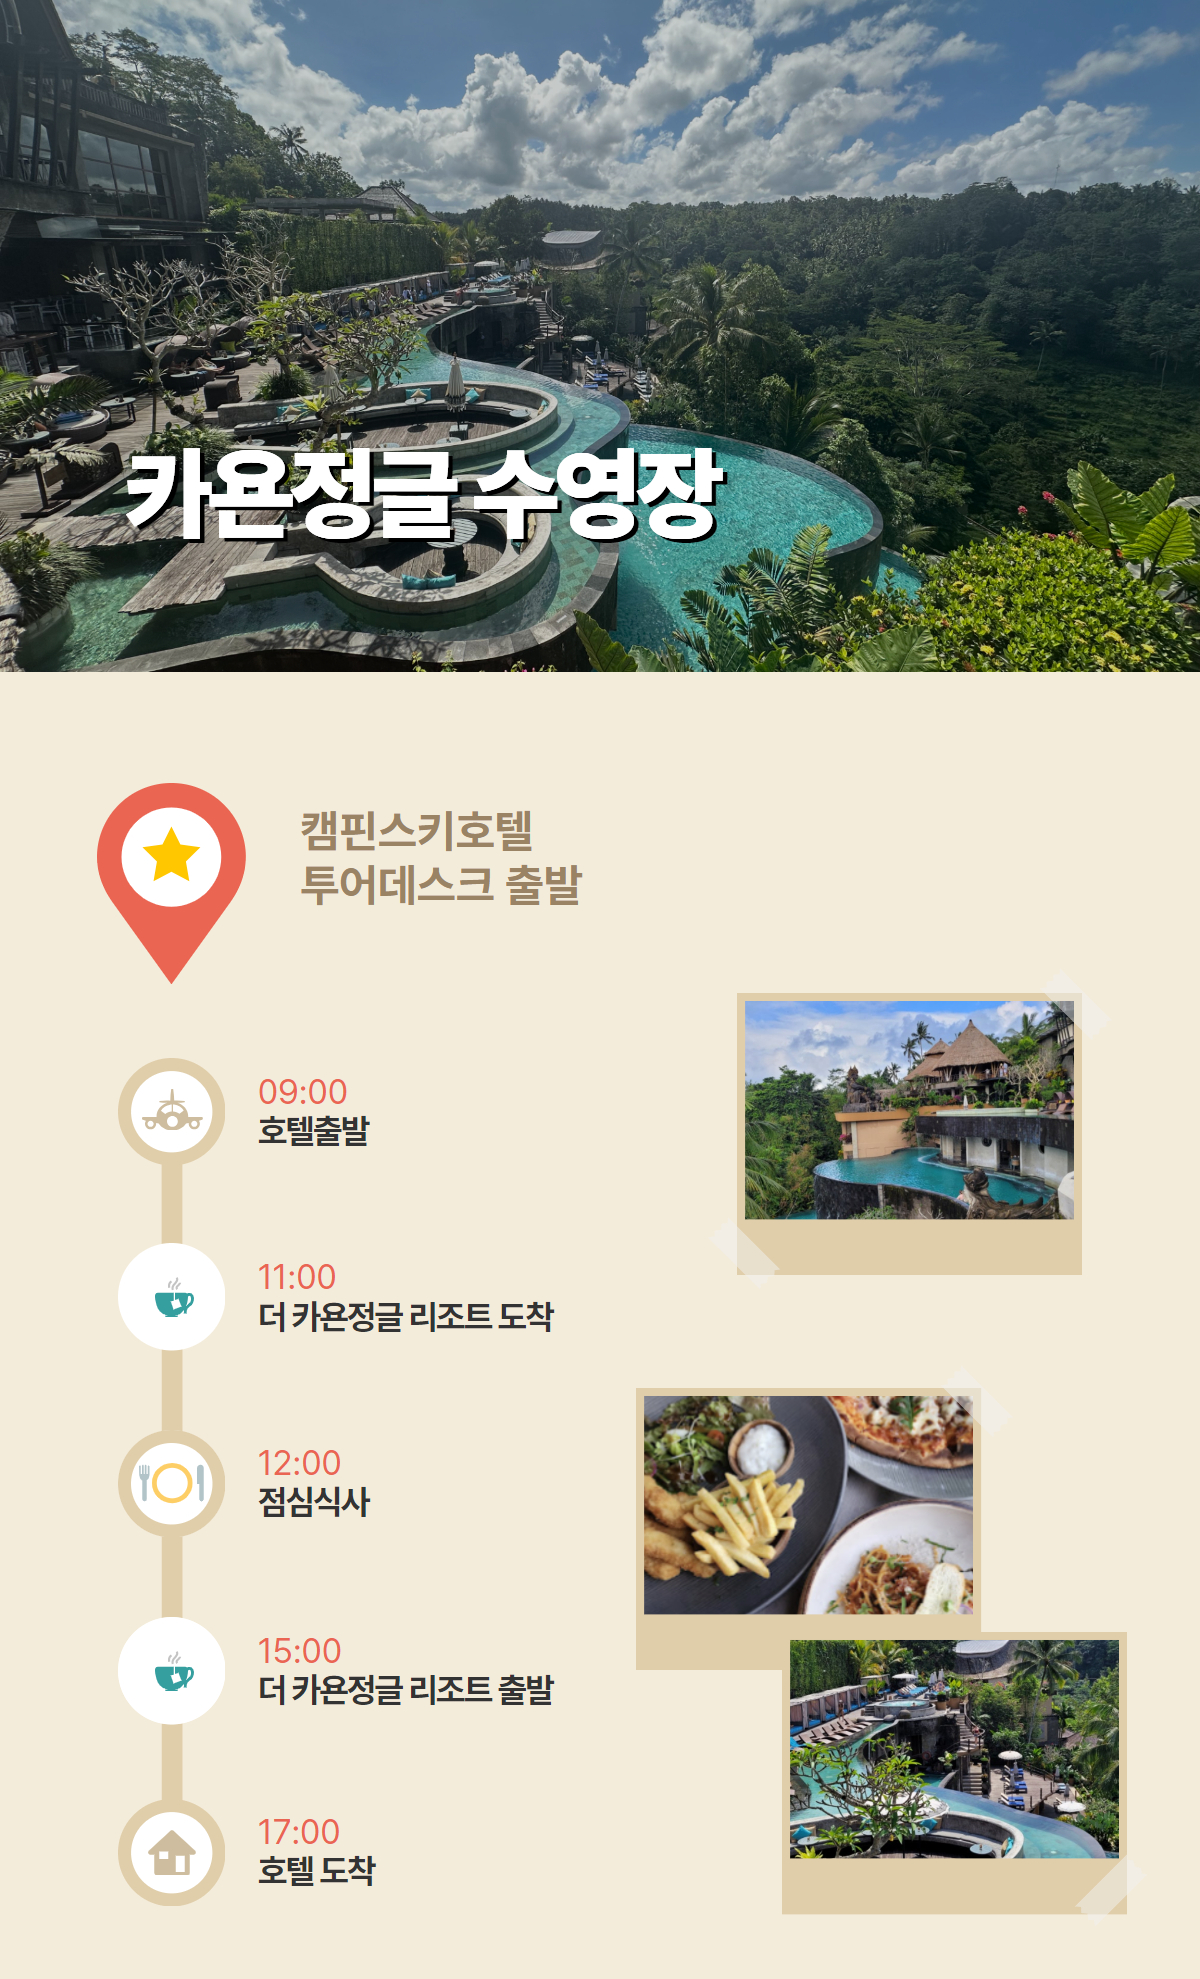 카욘정글 수영장
캠핀스키호텔
투어데스크 출발
09:00
호텔출발
11:00
더 카욘정글 리조트 도착
12:00
점심식사
15:00
더 카욘정글 리조트 출발
17:00
호텔 도착